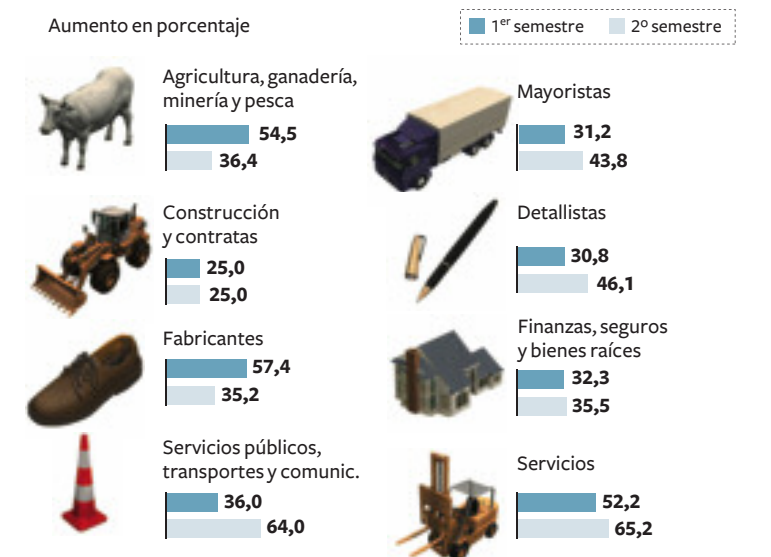 Aumento en porcentaje
1er semestre
2º semestre
Agricultura, ganadería,
minería y pesca
54,5
36,4
Mayoristas
31,2
43,8
Construcción
y contratas
25,0
25,0
Detallistas
30,8
46,1
Fabricantes
57,4
35,2
Finanzas, seguros
y bienes raíces
32,3
35,5
Servicios públicos,
transportes y comunic.
36,0
64,0
Servicios
52,2
65,2